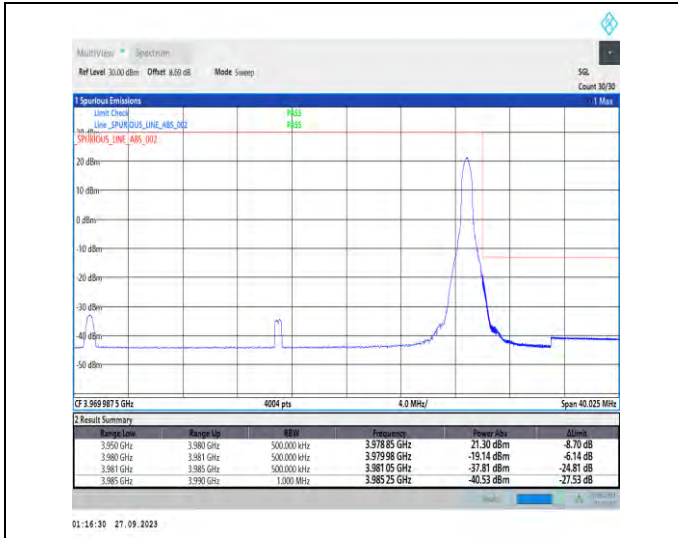 MultiView Spectrum
Ref Level 30.00 dBm Offset 8.69 dB Mode Sweep SGL
Count 30/30
1 Spurious Emissions 1 Max
Limit Check PASS
Line _SPURIOUS_LINE_ABS_002 PASS
_SPURIOUS_LINE_ABS_002
20 dBm
10 dBm
0 dBm
-10 dBm
-20 dBm
-30 dBm
-40 dBm
-50 dBm
CF 3.969 987 5 GHz 4004 pts 4.0 MHz/ Span 40.025 MHz
2 Result Summary
Range Low Range Up RBW Frequency Power Abs ΔLimit
3.950 GHz 3.980 GHz 500.000 kHz 3.978 85 GHz 21.30 dBm -8.70 dB
3.980 GHz 3.981 GHz 500.000 kHz 3.979 98 GHz -19.14 dBm -6.14 dB
3.981 GHz 3.985 GHz 500.000 kHz 3.981 05 GHz -37.81 dBm -24.81 dB
3.985 GHz 3.990 GHz 1.000 MHz 3.985 25 GHz -40.53 dBm -27.53 dB
01:16:30 27.09.2023